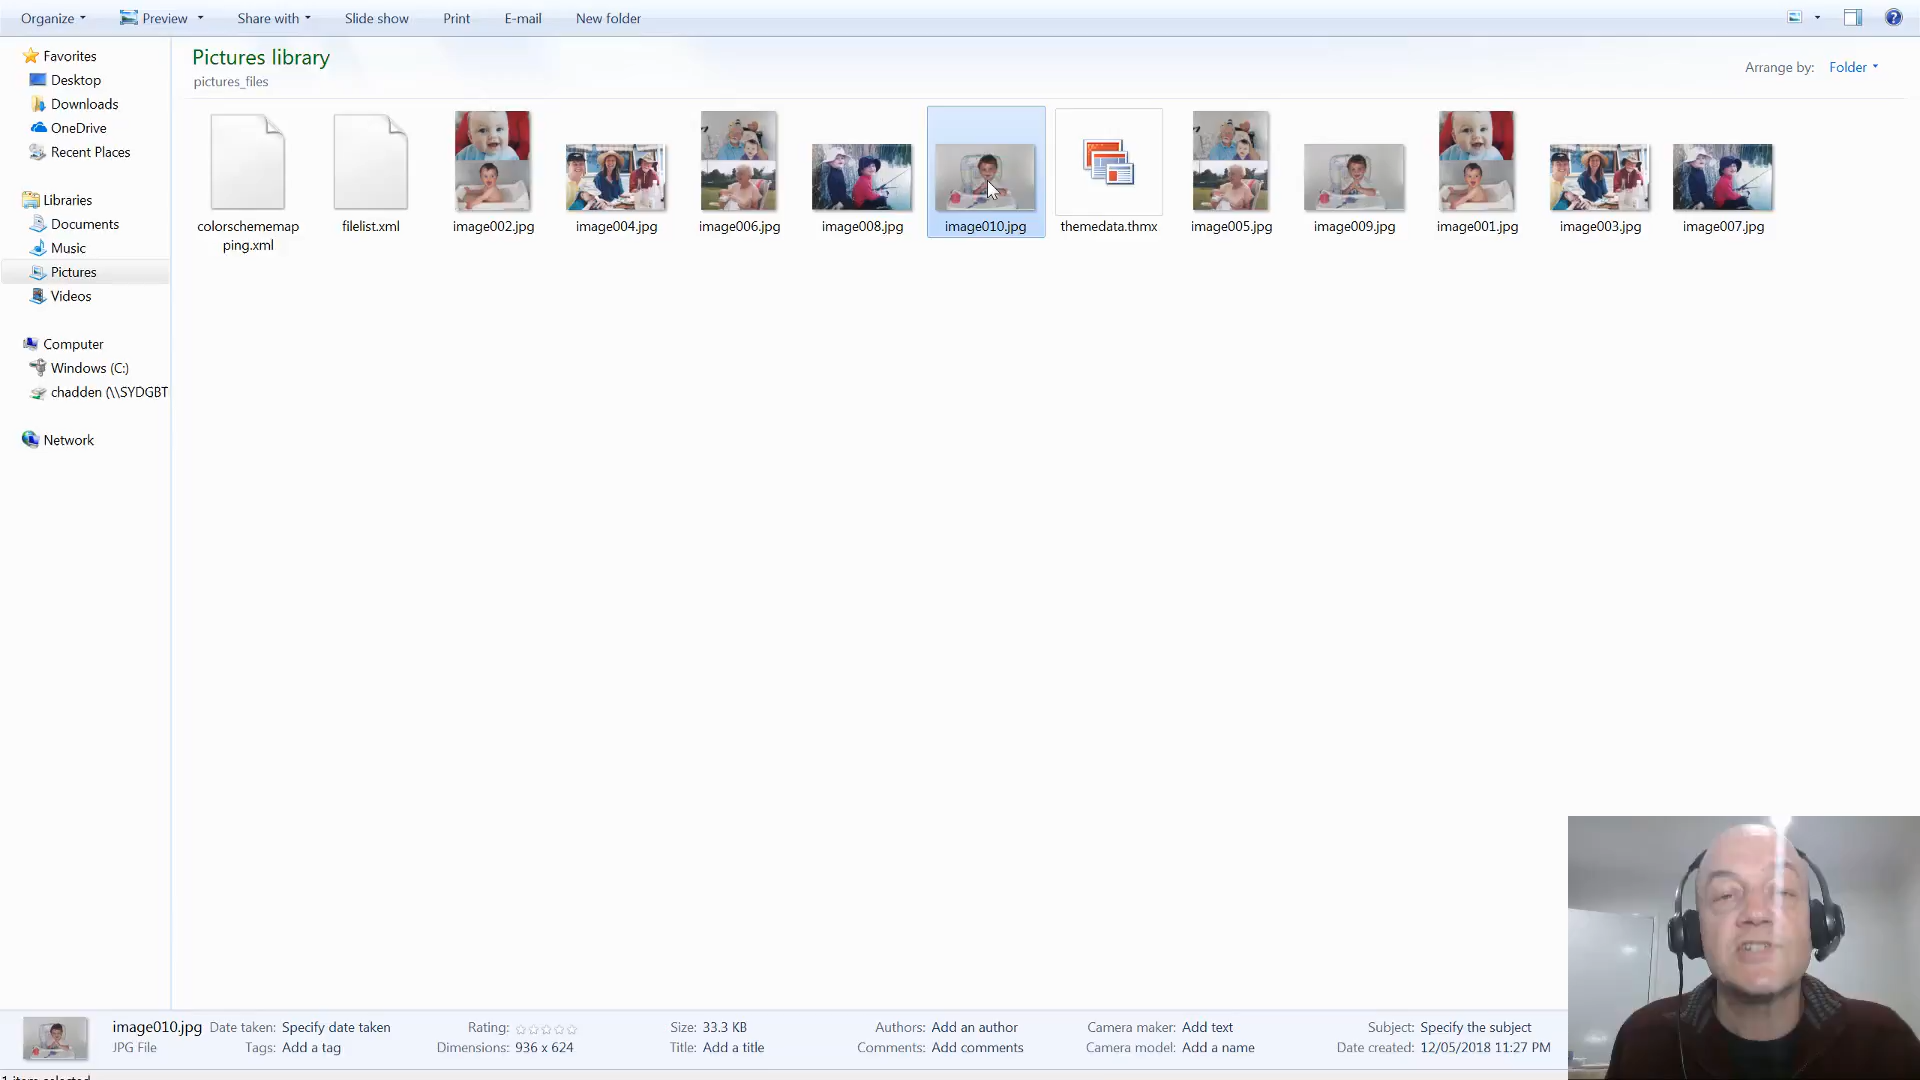 Organize Preview Share with Slide show Print E-mail New folder
Pictures library
pictures_files
Arrange by: Folder
Favorites
Desktop
Downloads
OneDrive
Recent Places
Libraries
Documents
Music
Pictures
Videos
Computer
Windows (C:)
chadden (\\SYDGBT
Network
colorschememap
ping.xml
filelist.xml
image002.jpg
image004.jpg
image006.jpg
image008.jpg
image010.jpg
themedata.thmx
image005.jpg
image009.jpg
image001.jpg
image003.jpg
image007.jpg
image010.jpg Date taken: Specify date taken Rating: Size: 33.3 KB Authors: Add an author Camera maker: Add text Subject: Specify the subject
JPG File Tags: Add a tag Dimensions: 936 x 624 Title: Add a title Comments: Add comments Camera model: Add a name Date created: 12/05/2018 11:27 PM